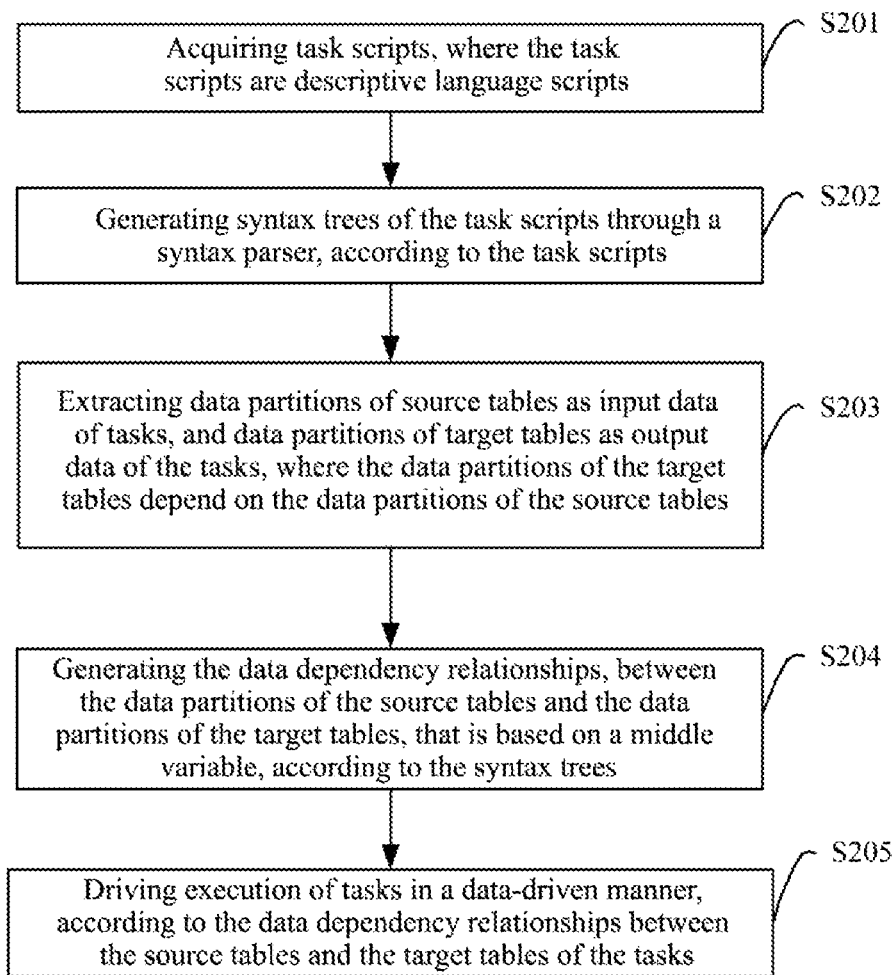 S201
Acquiring task scripts, where the task
scripts are descriptive language scripts
S202
Generating syntax trees of the task scripts through a
syntax parser, according to the task scripts
S203
Extracting data partitions of source tables as input data
of tasks, and data partitions of target tables as output
data of the tasks, where the data partitions of the target
tables depend on the data partitions of the source tables
S204
Generating the data dependency relationships, between
the data partitions of the source tables and the data
partitions of the target tables, that is based on a middle
variable, according to the syntax trees
S205
Driving execution of tasks in a data-driven manner,
according to the data dependency relationships between
the source tables and the target tables of the tasks